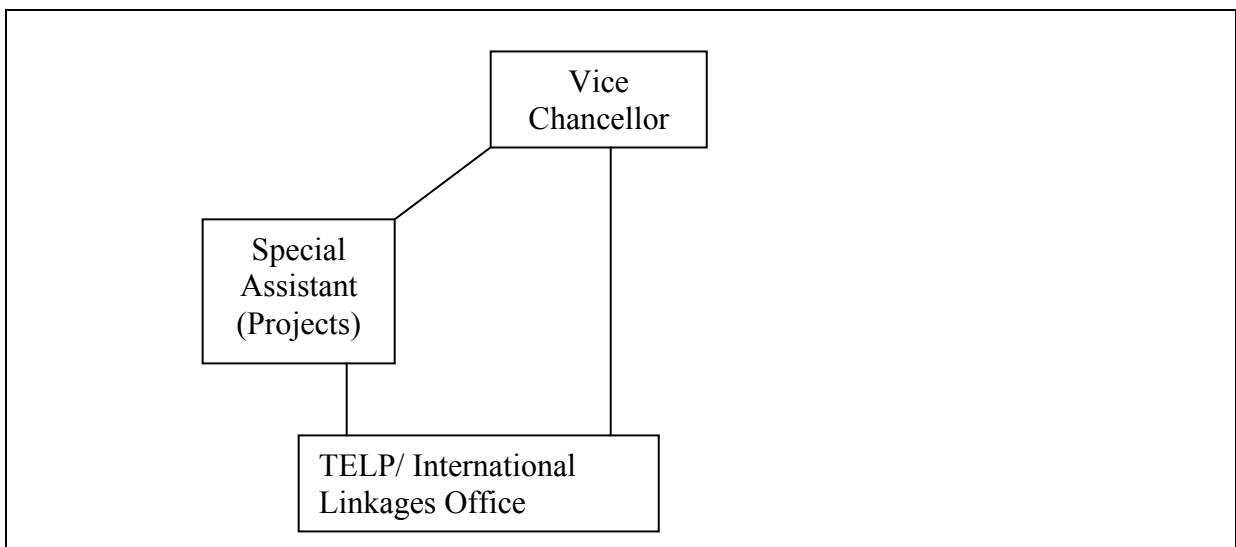 Vice
Chancellor
Special
Assistant
(Projects)
TELP/ International
Linkages Office